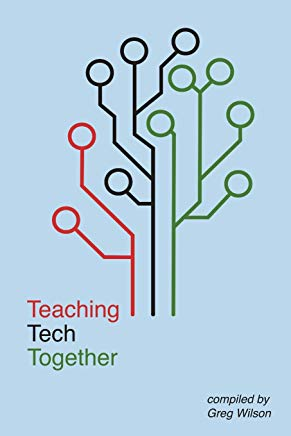 Teaching
Tech
Together
compiled by
Greg Wilson